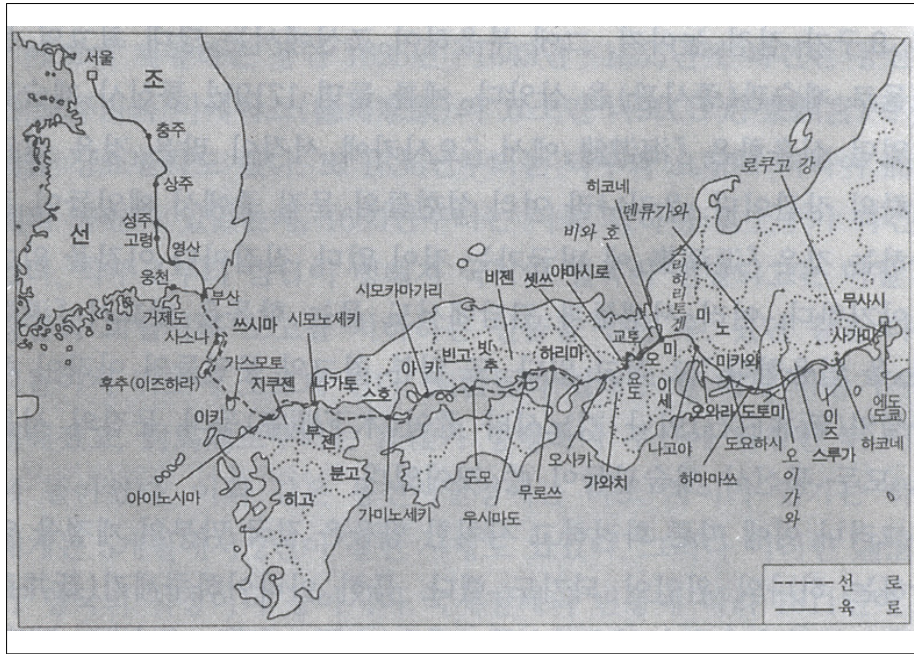 서울
조
충주
상주
성주
고령
선
영산
웅천
부산
거제도
사스나
쓰시마
시모노세키
시모카마가리
비젠
셋쓰
야마시로
히코네
비와 호
멘류가와
로쿠고 강
무사시
사가미
미
노
교토
오
미
미카와
하리마
빗
추
빈고
아
카
가스모토
후추(이즈하라)
지쿠젠
나가토
스호
이키
부
젠
분고
히고
아이노시마
가미노세키
도모
우시마도
무로쓰
오사카
가와치
이
세
나고야
오와라
도토미
도요하시
하마마쓰
오
이
가
와
이
즈
스루가
하코네
에도
(도쿄)
선 로
육 로